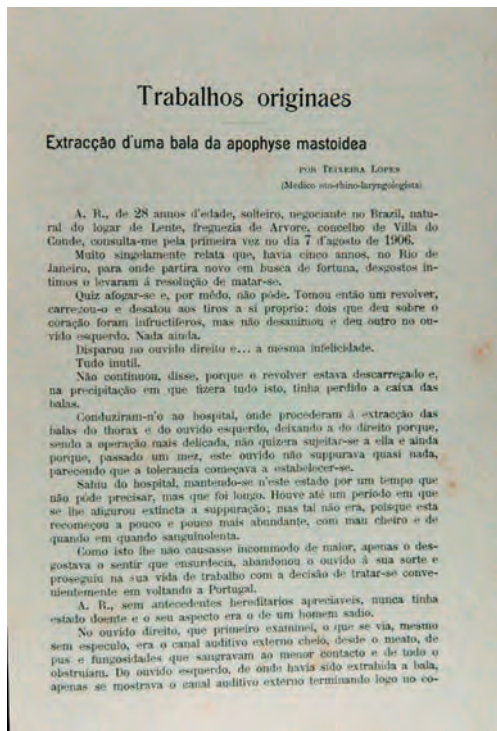 Trabalhos originaes
Extracção d'uma bala da apophyse mastoidea
POR TEIXEIRA LOPES
(Medico oto-rhino-laryngologista)
A. R., de 28 annos d'edade, solteiro, negociante no Brazil, natu-
ral do logar de Lente, freguezia de Arvore, concelho de Villa do
Conde, consulta-me pela primeira vez no dia 7 d'agosto de 1906.
Muito singelamente relata que, havia cinco annos, no Rio de
Janeiro, para onde partira novo em busca de fortuna, desgostos in-
timos o levaram á resolução de matar-se.
Quiz afogar-se e, por mêdo, não pôde. Tomou então um revolver,
carregou-o e desatou aos tiros a si proprio: dois que deu sobre o
coração foram infructiferos, mas não desanimou e deu outro no ou-
vido esquerdo. Nada ainda.
Disparou no ouvido direito e... a mesma infelicidade.
Tudo inutil.
Não continuou, disse, porque o revolver estava descarregado e,
na precipitação em que fizera tudo isto, tinha perdido a caixa das
balas.
Conduziram-n'o ao hospital, onde procederam á extracção das
balas do thorax e do ouvido esquerdo, deixando a do direito porque,
sendo a operação mais delicada, não quizera sujeitar-se a ella e ainda
porque, passado um mez, este ouvido não suppurava quasi nada,
parecendo que a tolerancia começava a estabelecer-se.
Sahiu do hospital, mantendo-se n'este estado por um tempo que
não póde precisar, mas que foi longo. Houve até um periodo em que
se lhe afigurou extincta a suppuração; mas tal não era, poisque esta
recomeçou a pouco e pouco mais abundante, com mau cheiro e de
quando em quando sanguinolenta.
Como isto lhe não causasse incommodo de maior, apenas o des-
gostava o sentir que ensurdecia, abandonou o ouvido á sua sorte e
proseguiu na sua vida de trabalho com a decisão de tratar-se conve-
nientemente em voltando a Portugal.
A. R., sem antecedentes hereditarios apreciaveis, nunca tinha
estado doente e o seu aspecto era o de um homem sadio.
No ouvido direito, que primeiro examinei, o que se via, mesmo
sem especulo, era o canal auditivo externo cheio, desde o meato, de
pus e fungosidades que sangravam ao menor contacto e de todo o
obstruiam. Do ouvido esquerdo, de onde havia sido extrahida a bala,
apenas se mostrava o canal auditivo externo terminando logo no co-